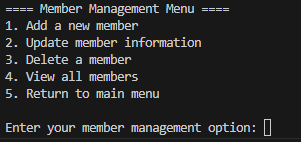 ==== Member Management Menu ====
1. Add a new member
2. Update member information
3. Delete a member
4. View all members
5. Return to main menu
Enter your member management option: